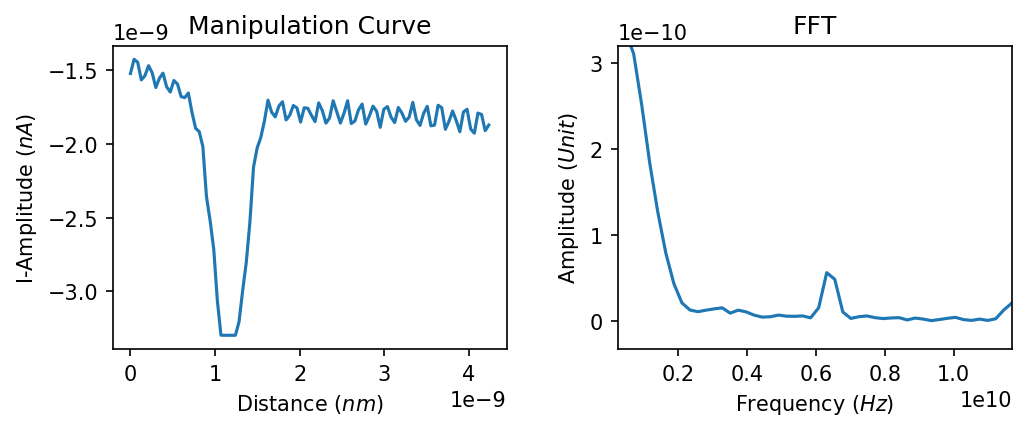 Manipulation Curve
1e−9
I-Amplitude (nA)
−1.5
−2.0
−2.5
−3.0
0 1 2 3 4
1e−9
Distance (nm)
FFT
1e−10
Amplitude (Unit)
3
2
1
0
0.2 0.4 0.6 0.8 1.0
1e10
Frequency (Hz)